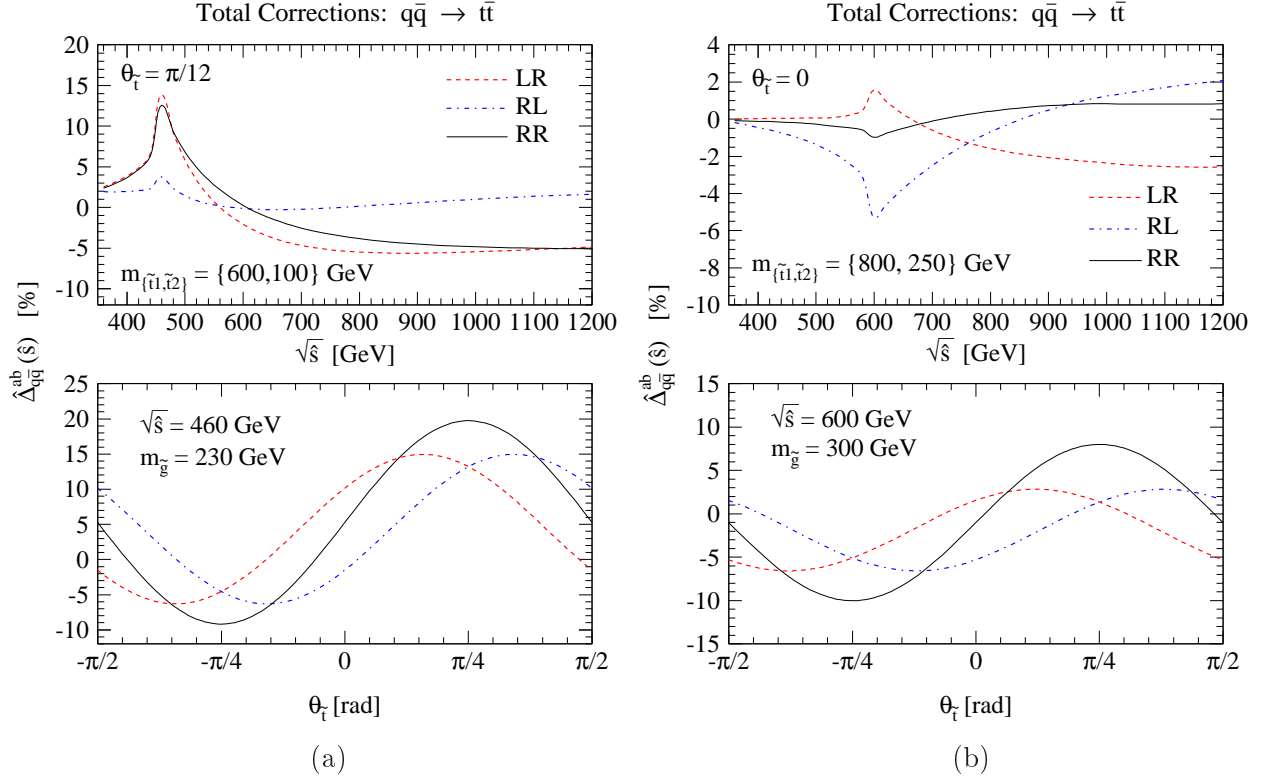 Total Corrections: qq̄ → tt̄
20
15
10
5
0
-5
-10
θ_t̃ = π/12
LR
RL
RR
m_{t̃1,t̃2} = {600,100} GeV
400 500 600 700 800 900 1000 1100 1200
√ŝ [GeV]
Δ̂^ab_qq̄ (ŝ) [%]
25
20
15
10
5
0
-5
-10
√ŝ = 460 GeV
m_g̃ = 230 GeV
-π/2 -π/4 0 π/4 π/2
θ_t̃ [rad]
(a)
Total Corrections: qq̄ → tt̄
4
2
0
-2
-4
-6
-8
-10
θ_t̃ = 0
LR
RL
RR
m_{t̃1,t̃2} = {800, 250} GeV
400 500 600 700 800 900 1000 1100 1200
√ŝ [GeV]
Δ̂^ab_qq̄ (ŝ) [%]
15
10
5
0
-5
-10
-15
√ŝ = 600 GeV
m_g̃ = 300 GeV
-π/2 -π/4 0 π/4 π/2
θ_t̃ [rad]
(b)